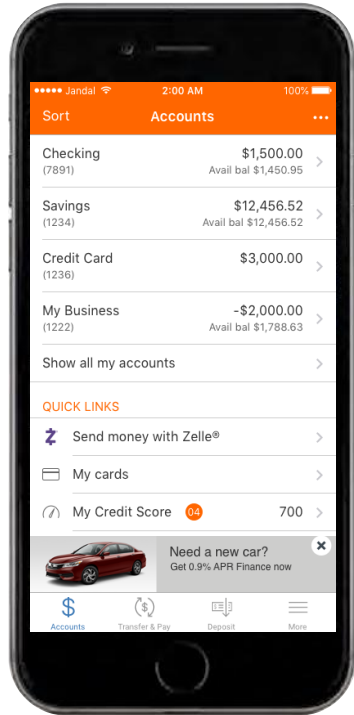 Jandal
2:00 AM
100%
Sort
Accounts
Checking
$1,500.00
(7891)
Avail bal $1,450.95
Savings
$12,456.52
(1234)
Avail bal $12,456.52
Credit Card
$3,000.00
(1236)
My Business
-$2,000.00
(1222)
Avail bal $1,788.63
Show all my accounts
QUICK LINKS
Send money with Zelle®
My cards
My Credit Score 04 700
Need a new car?
Get 0.9% APR Finance now
Accounts
Transfer & Pay
Deposit
More